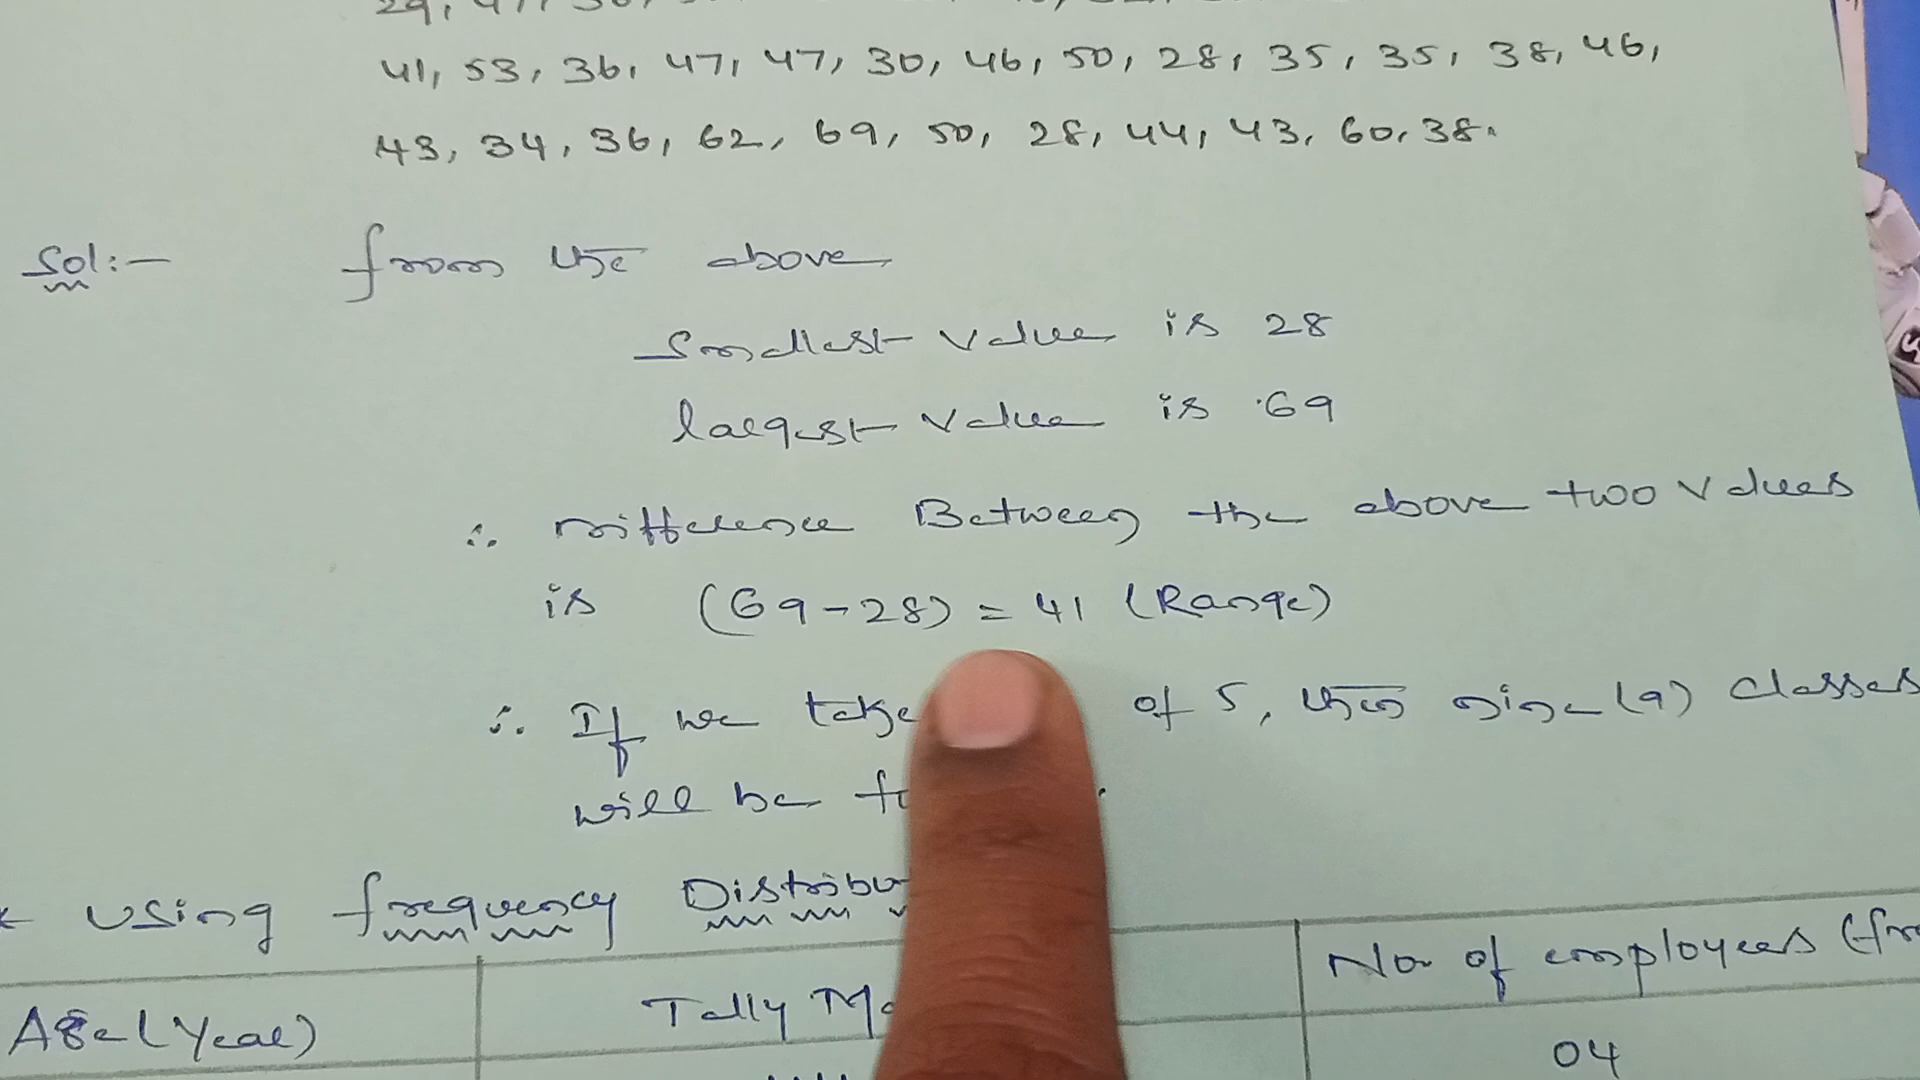 29, 47,
41, 53, 36, 47, 47, 30, 46, 50, 28, 35, 35, 38, 46,
43, 34, 36, 62, 69, 50, 28, 44, 43, 60, 38.
Sol:- from the above
Smallest value is 28
largest value is 69
∴ Difference Between the above two values
is (69-28) = 41 (Range)
∴ If we take of 5, then nine (9) classes
will be
Using frequency
Age (Year) Tally No. of employees
04